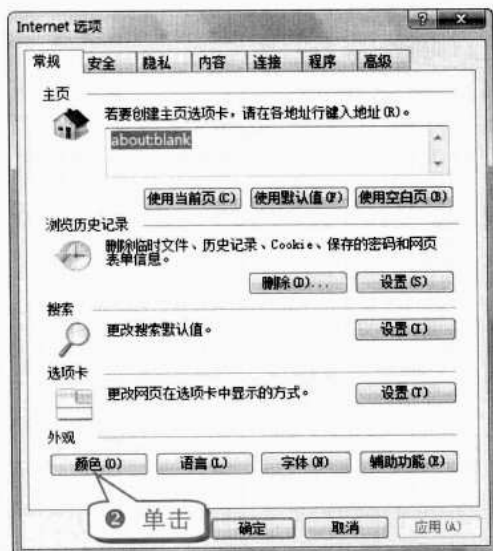 Internet 选项
常规 安全 隐私 内容 连接 程序 高级
主页
若要创建主页选项卡，请在各地址行键入地址(R)。
about:blank
使用当前页(C) 使用默认值(F) 使用空白页(B)
浏览历史记录
删除临时文件、历史记录、Cookie、保存的密码和网页
表单信息。
删除(D)... 设置(S)
搜索
更改搜索默认值。 设置(I)
选项卡
更改网页在选项卡中显示的方式。 设置(T)
外观
颜色(O) 语言(L) 字体(N) 辅助功能(E)
❷ 单击
确定 取消 应用(A)